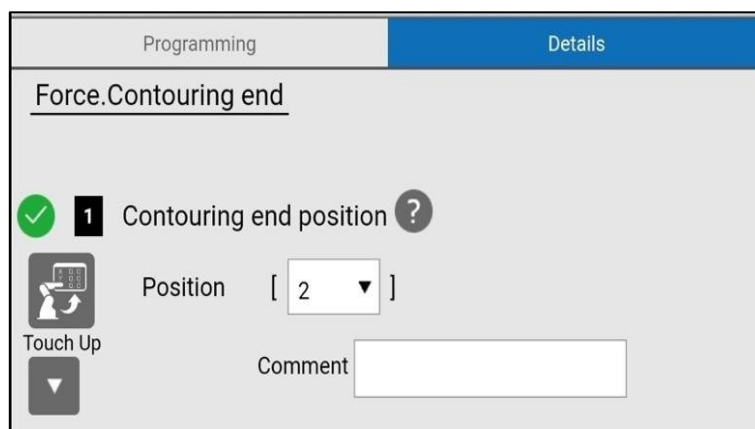 Programming Details
Force.Contouring end
1 Contouring end position ?
Position [ 2 ▼ ]
Touch Up
▼
Comment